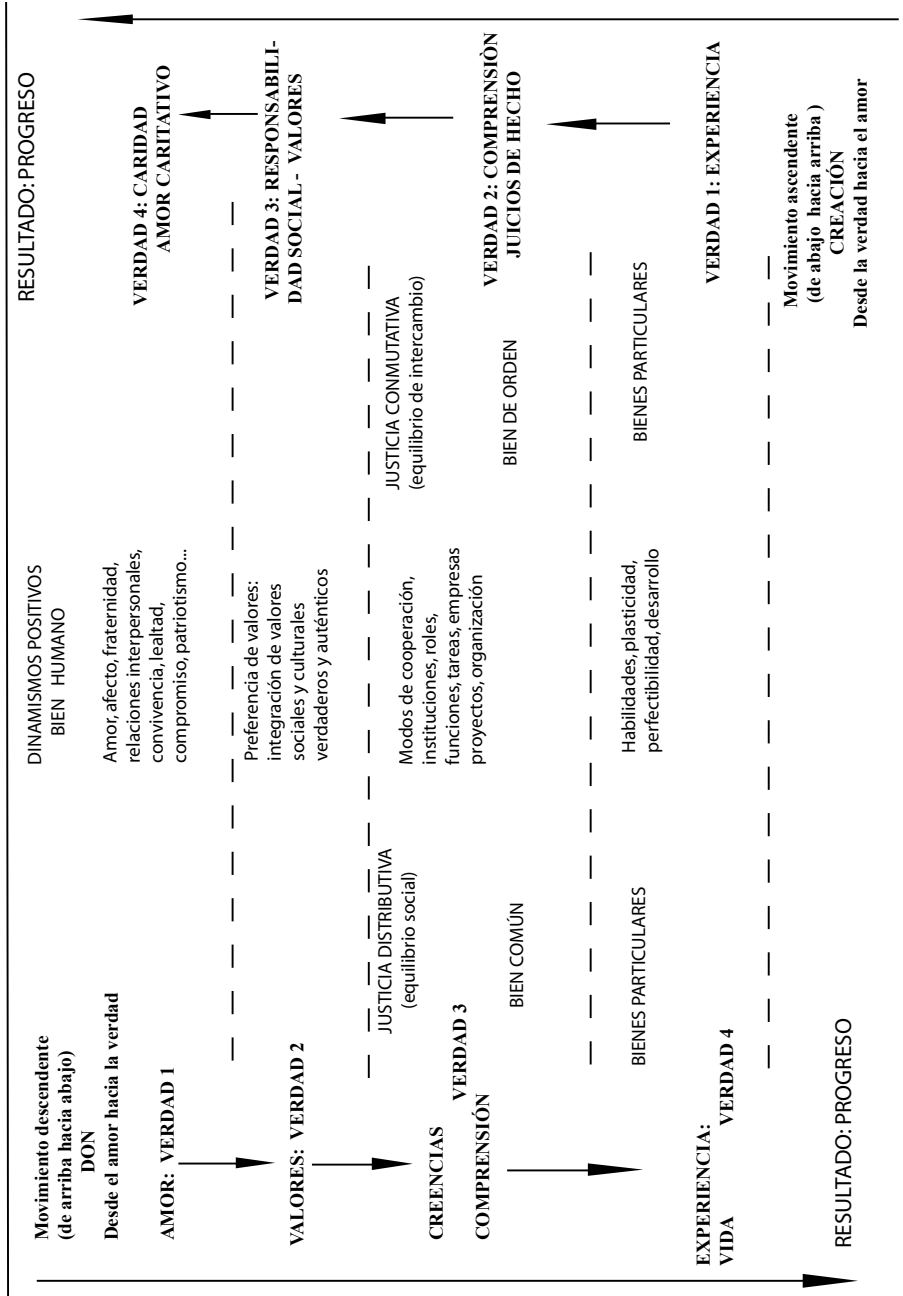 Movimiento descendente
(de arriba hacia abajo)
DON
Desde el amor hacia la verdad
AMOR: VERDAD 1
VALORES: VERDAD 2
CREENCIAS
VERDAD 3
COMPRENSIÓN
EXPERIENCIA:
VIDA
VERDAD 4
RESULTADO: PROGRESO
JUSTICIA DISTRIBUTIVA
(equilibrio social)
BIEN COMÚN
BIENES PARTICULARES
DINAMISMOS POSITIVOS
BIEN HUMANO
Amor, afecto, fraternidad,
relaciones interpersonales,
convivencia, lealtad,
compromiso, patriotismo...
Preferencia de valores:
integración de valores
sociales y culturales
verdaderos y auténticos
Modos de cooperación,
instituciones, roles,
funciones, tareas, empresas
proyectos, organización
Habilidades, plasticidad,
perfectibilidad, desarrollo
JUSTICIA CONMUTATIVA
(equilibrio de intercambio)
BIEN DE ORDEN
BIENES PARTICULARES
RESULTADO: PROGRESO
VERDAD 4: CARIDAD
AMOR CARITATIVO
VERDAD 3: RESPONSABILI-
DAD SOCIAL - VALORES
VERDAD 2: COMPRENSIÒN
JUICIOS DE HECHO
VERDAD 1: EXPERIENCIA
Movimiento ascendente
(de abajo hacia arriba )
CREACIÓN
Desde la verdad hacia el amor